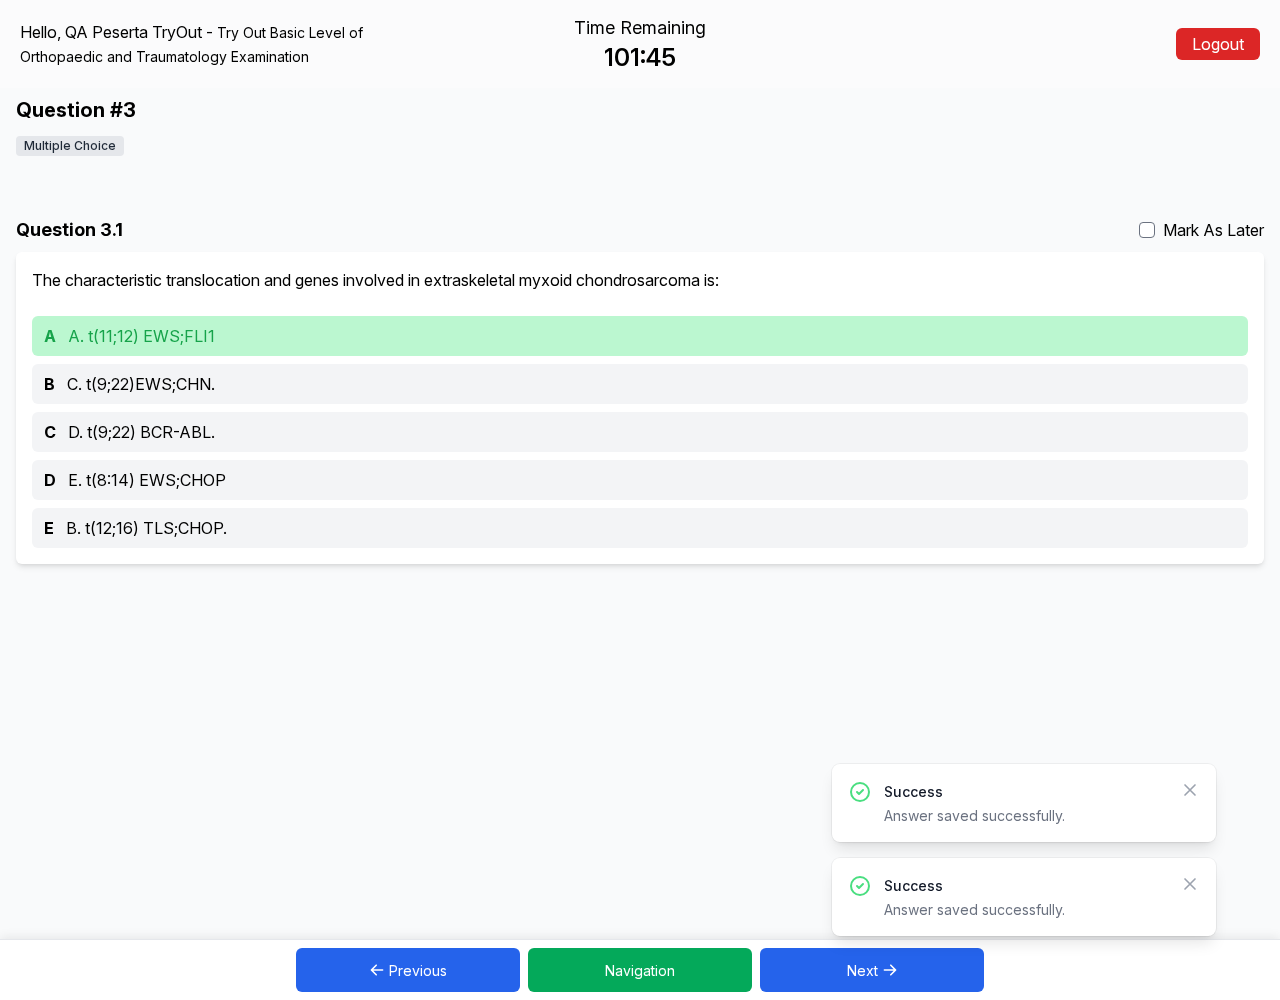 Hello, QA Peserta TryOut - Try Out Basic Level of
Orthopaedic and Traumatology Examination
Time Remaining
101:45
Logout
Question #3
Multiple Choice
Question 3.1
Mark As Later
The characteristic translocation and genes involved in extraskeletal myxoid chondrosarcoma is:
A A. t(11;12) EWS;FLI1
B C. t(9;22)EWS;CHN.
C D. t(9;22) BCR-ABL.
D E. t(8:14) EWS;CHOP
E B. t(12;16) TLS;CHOP.
Success
Answer saved successfully.
Success
Answer saved successfully.
← Previous
Navigation
Next →